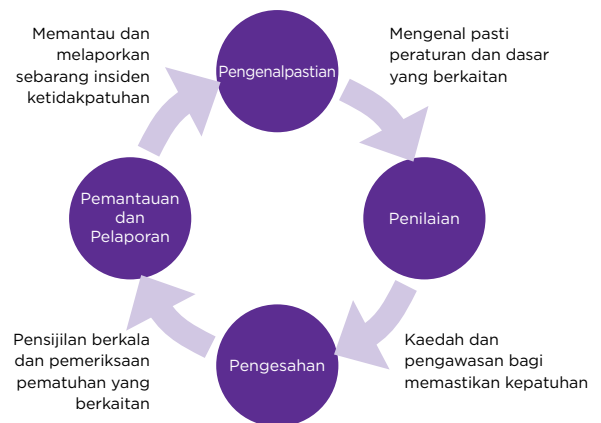 Memantau dan
melaporkan
sebarang insiden
ketidakpatuhan
Pengenalpastian
Mengenal pasti
peraturan dan dasar
yang berkaitan
Pemantauan
dan
Pelaporan
Penilaian
Pensijilan berkala
dan pemeriksaan
pematuhan yang
berkaitan
Pengesahan
Kaedah dan
pengawasan bagi
memastikan kepatuhan